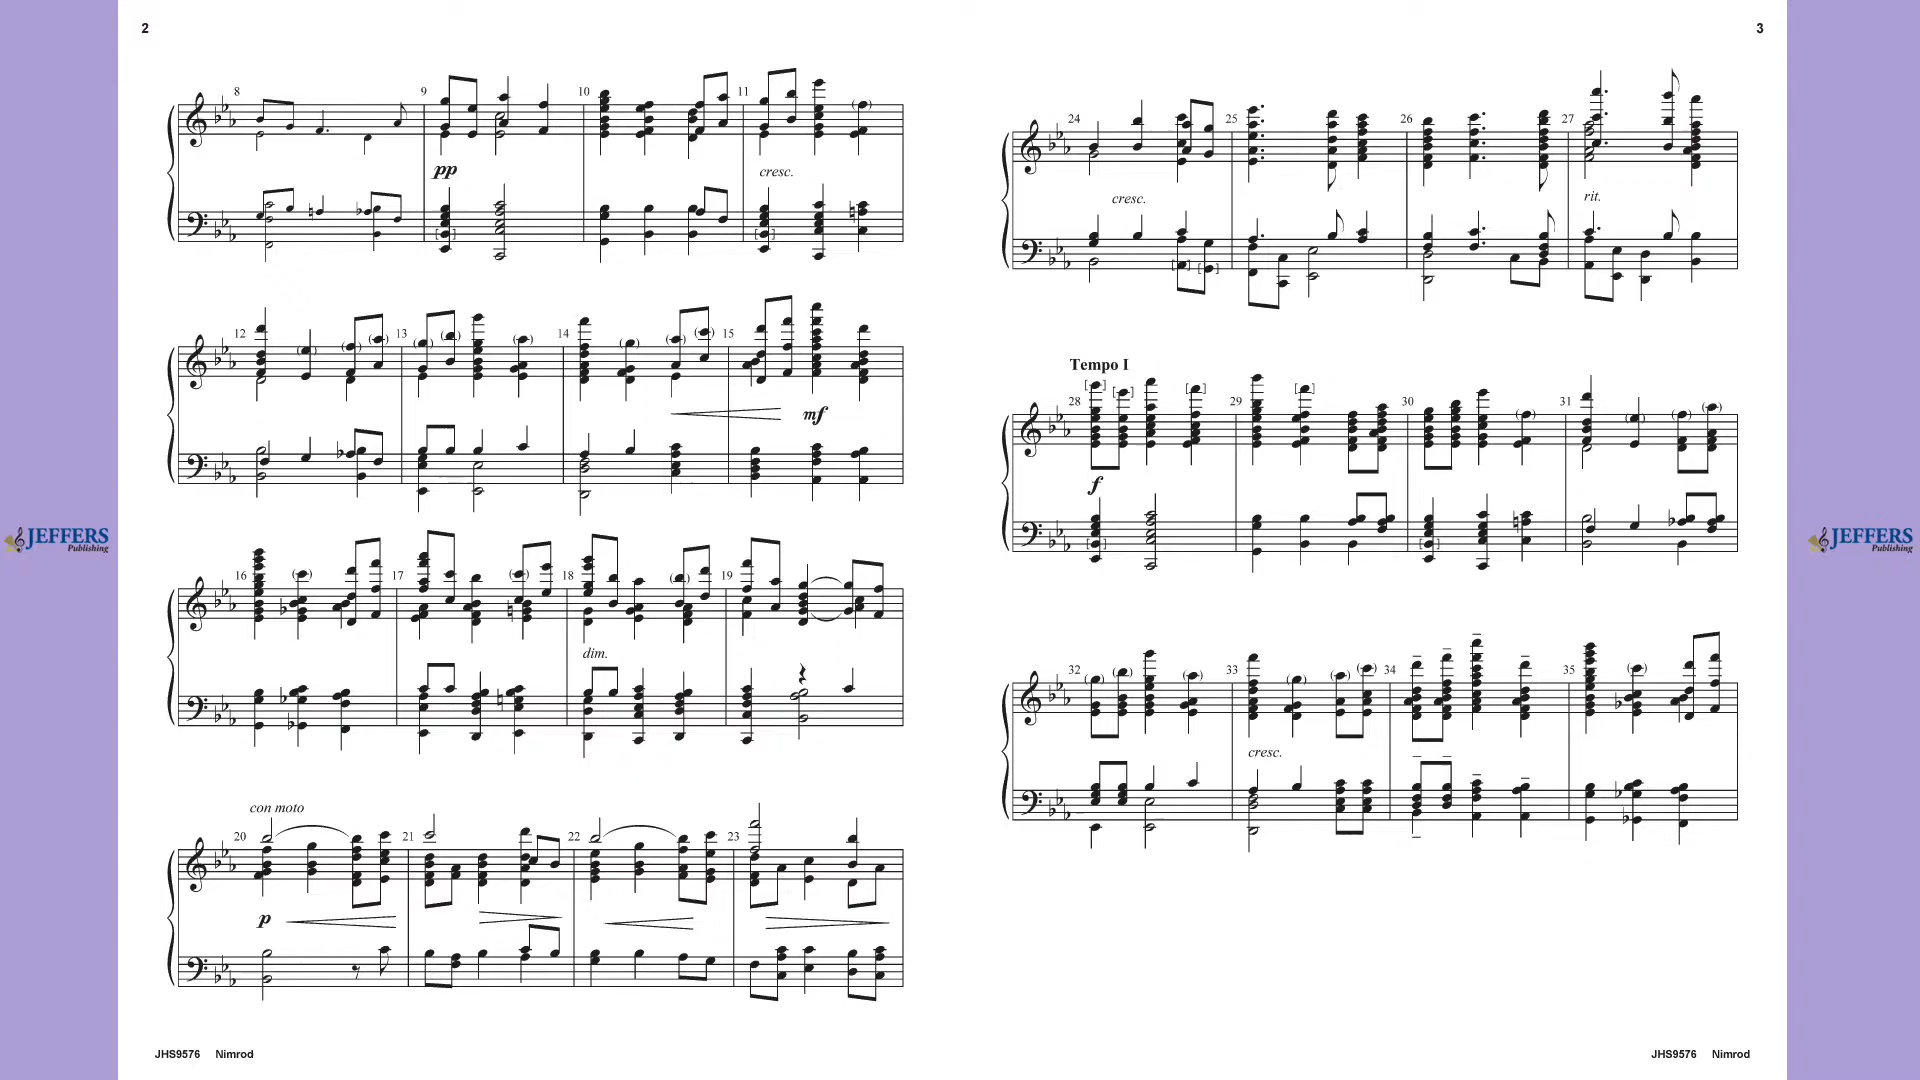 2
8 9 10 11
pp cresc.
12 13 14 15
mf
16 17 18 19
dim.
con moto
20 21 22 23
p
JHS9576 Nimrod
3
24 25 26 27
cresc. rit.
Tempo I
28 29 30 31
f
32 33 34 35
cresc.
JHS9576 Nimrod
JEFFERS
Publishing
JEFFERS
Publishing